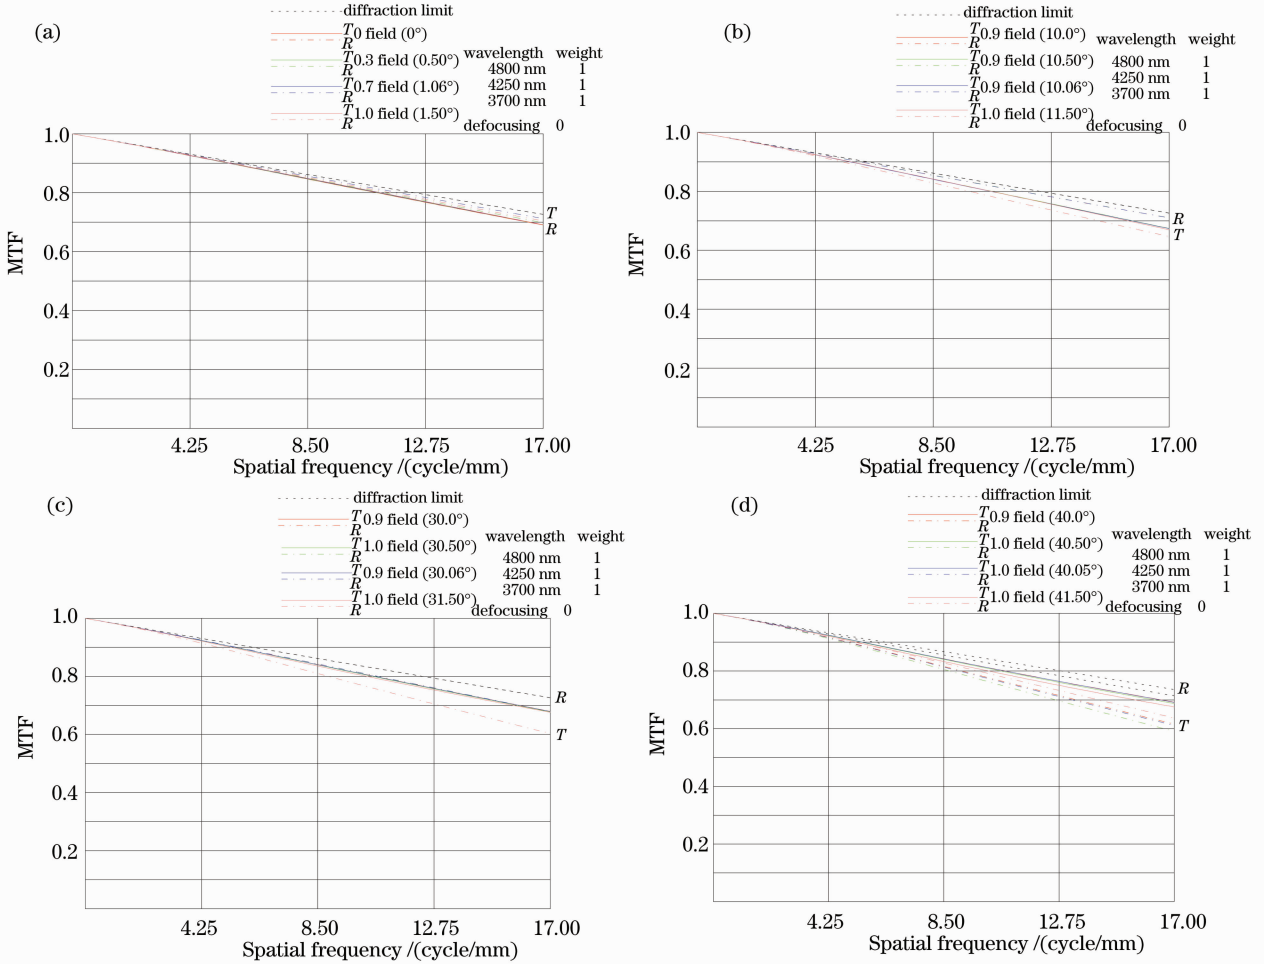 (a)
diffraction limit
T 0 field (0°)
R
T 0.3 field (0.50°)
R
T 0.7 field (1.06°)
R
T 1.0 field (1.50°)
R
wavelength weight
4800 nm 1
4250 nm 1
3700 nm 1
defocusing 0
1.0
0.8
0.6
0.4
0.2
MTF
T
R
4.25 8.50 12.75 17.00
Spatial frequency /(cycle/mm)
(b)
diffraction limit
T 0.9 field (10.0°)
R
T 0.9 field (10.50°)
R
T 0.9 field (10.06°)
R
T 1.0 field (11.50°)
R
wavelength weight
4800 nm 1
4250 nm 1
3700 nm 1
defocusing 0
1.0
0.8
0.6
0.4
0.2
MTF
R
T
4.25 8.50 12.75 17.00
Spatial frequency /(cycle/mm)
(c)
diffraction limit
T 0.9 field (30.0°)
R
T 1.0 field (30.50°)
R
T 0.9 field (30.06°)
R
T 1.0 field (31.50°)
R
wavelength weight
4800 nm 1
4250 nm 1
3700 nm 1
defocusing 0
1.0
0.8
0.6
0.4
0.2
MTF
R
T
4.25 8.50 12.75 17.00
Spatial frequency /(cycle/mm)
(d)
diffraction limit
T 0.9 field (40.0°)
R
T 1.0 field (40.50°)
R
T 1.0 field (40.05°)
R
T 1.0 field (41.50°)
R
wavelength weight
4800 nm 1
4250 nm 1
3700 nm 1
defocusing 0
1.0
0.8
0.6
0.4
0.2
MTF
R
T
4.25 8.50 12.75 17.00
Spatial frequency /(cycle/mm)